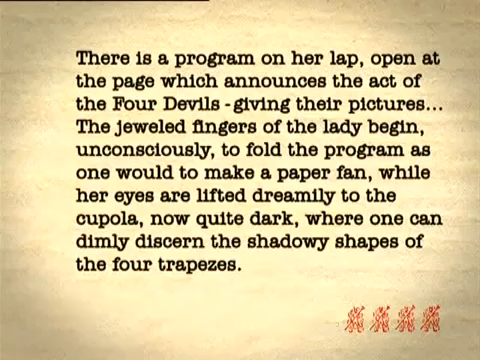 There is a program on her lap, open at
the page which announces the act of
the Four Devils - giving their pictures...
The jeweled fingers of the lady begin,
unconsciously, to fold the program as
one would to make a paper fan, while
her eyes are lifted dreamily to the
cupola, now quite dark, where one can
dimly discern the shadowy shapes of
the four trapezes.